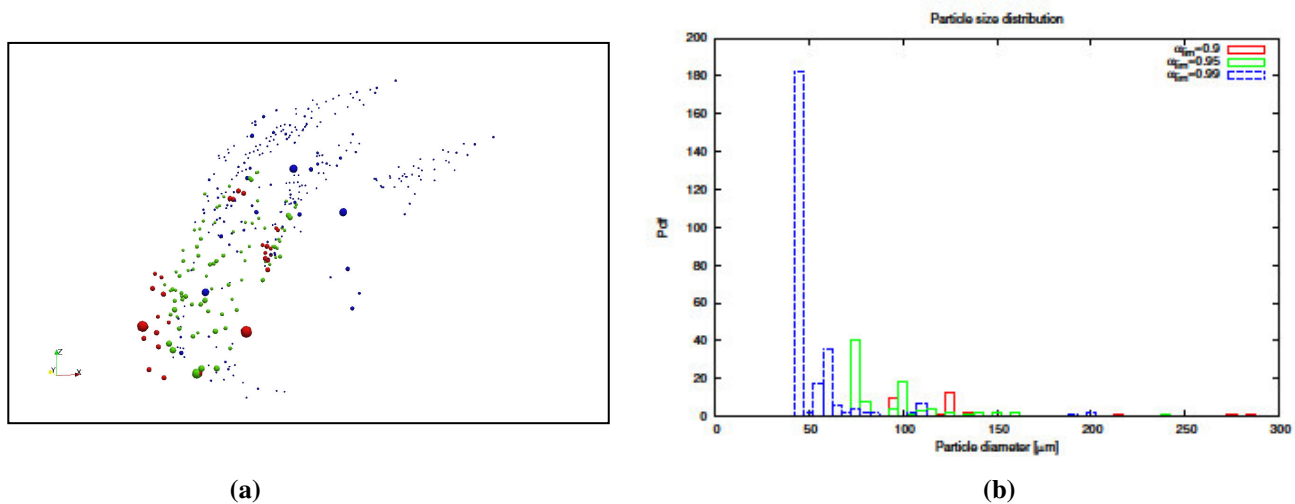 Particle size distribution
200
180
160
140
120
100
80
60
40
20
0
Pdf
αlim=0.9
αlim=0.95
αlim=0.99
0 50 100 150 200 250 300
Particle diameter [μm]
Z
Y X
(a) (b)